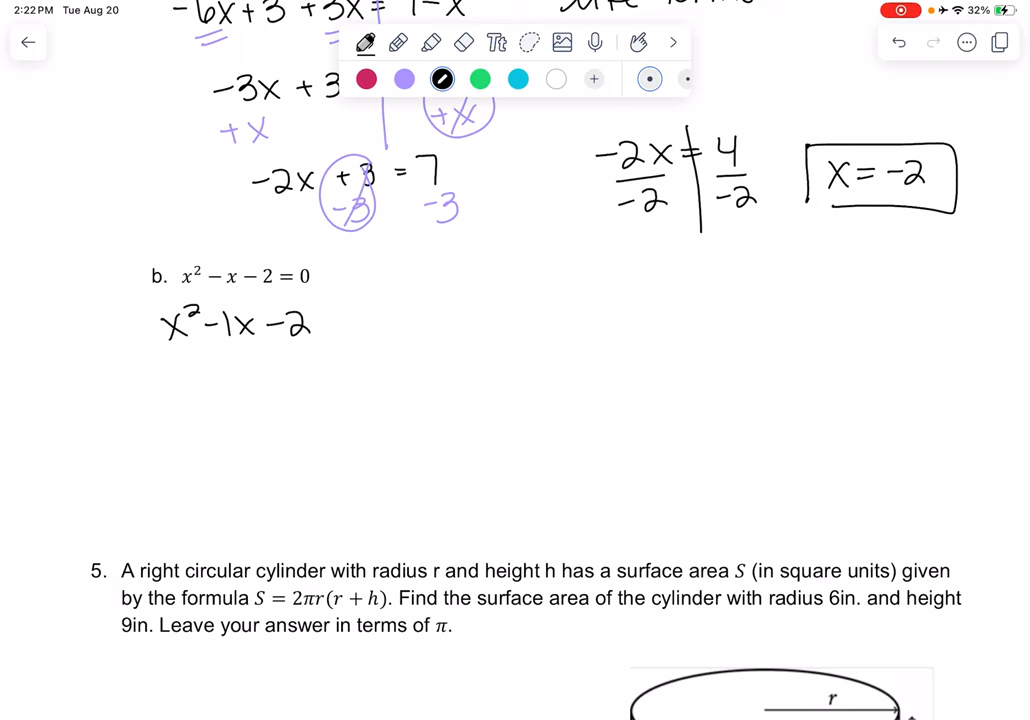 2:22 PM Tue Aug 20
32%
-6x+3 +3x =
Tt
-3x + 3
+x
+x
-2x +3 = 7
-3 -3
-2x = 4
-2 -2
x = -2
b. x² − x − 2 = 0
x² -1x -2
5. A right circular cylinder with radius r and height h has a surface area S (in square units) given
by the formula S = 2πr(r + h). Find the surface area of the cylinder with radius 6in. and height
9in. Leave your answer in terms of π.
r